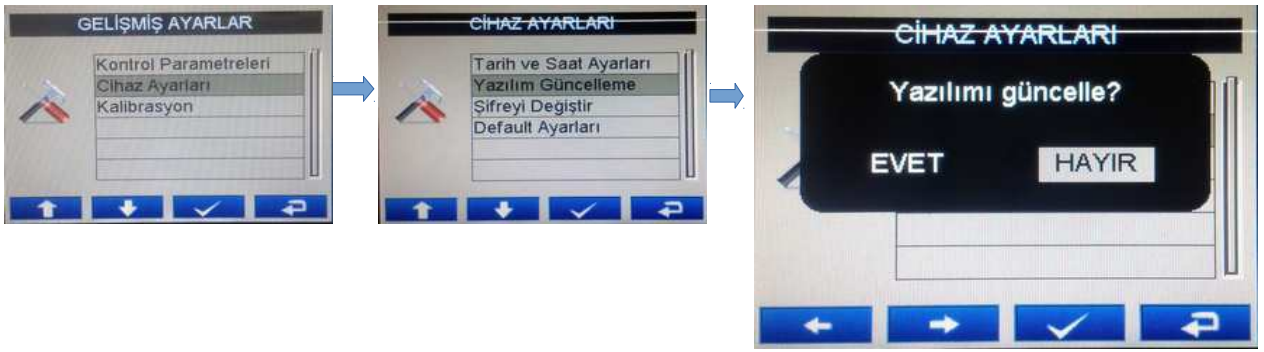 GELİŞMİŞ AYARLAR
Kontrol Parametreleri
Cihaz Ayarları
Kalibrasyon
CİHAZ AYARLARI
Tarih ve Saat Ayarları
Yazılım Güncelleme
Şifreyi Değiştir
Default Ayarları
CİHAZ AYARLARI
Yazılımı güncelle?
EVET HAYIR